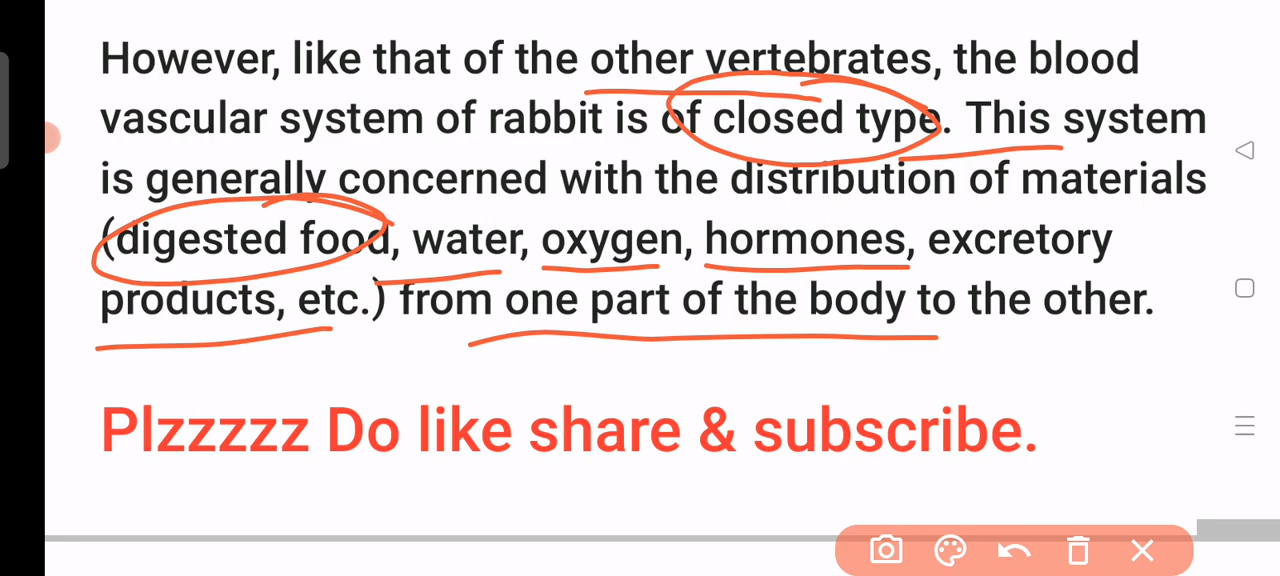 However, like that of the other vertebrates, the blood
vascular system of rabbit is of closed type. This system
is generally concerned with the distribution of materials
(digested food, water, oxygen, hormones, excretory
products, etc.) from one part of the body to the other.
Plzzzzz Do like share & subscribe.